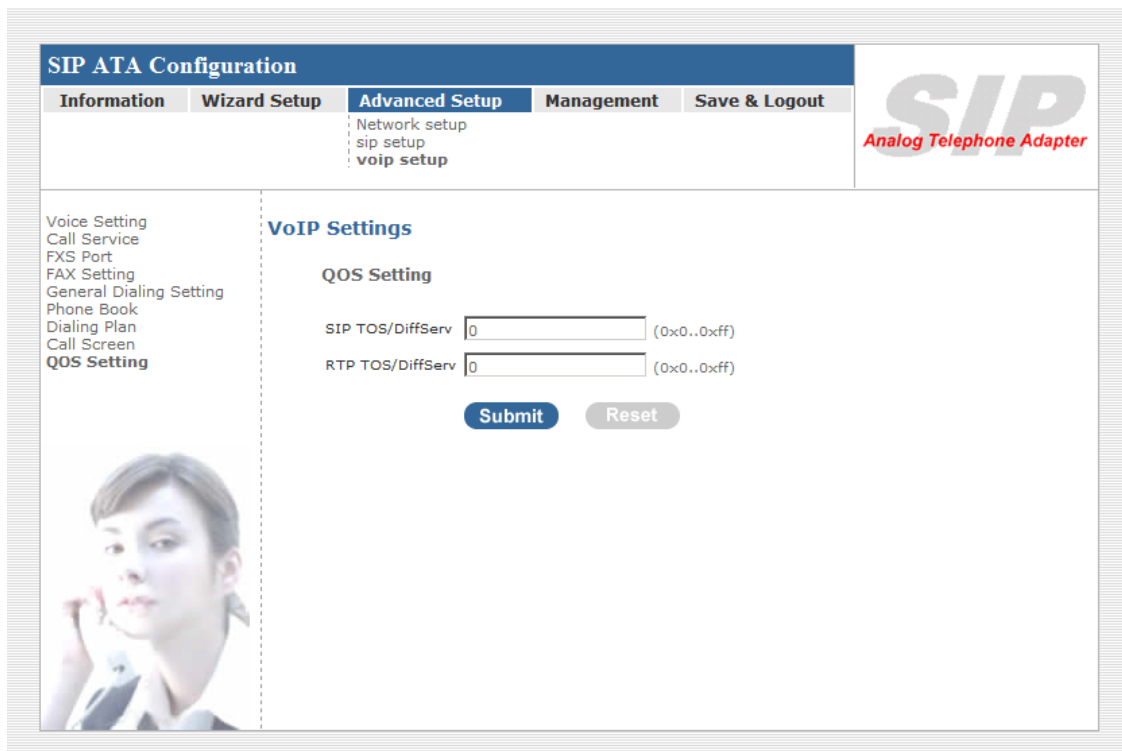 SIP ATA Configuration
Information Wizard Setup Advanced Setup Management Save & Logout
Network setup
sip setup
voip setup
SIP
Analog Telephone Adapter
Voice Setting
Call Service
FXS Port
FAX Setting
General Dialing Setting
Phone Book
Dialing Plan
Call Screen
QOS Setting
VoIP Settings
QOS Setting
SIP TOS/DiffServ 0 (0x0..0xff)
RTP TOS/DiffServ 0 (0x0..0xff)
Submit Reset